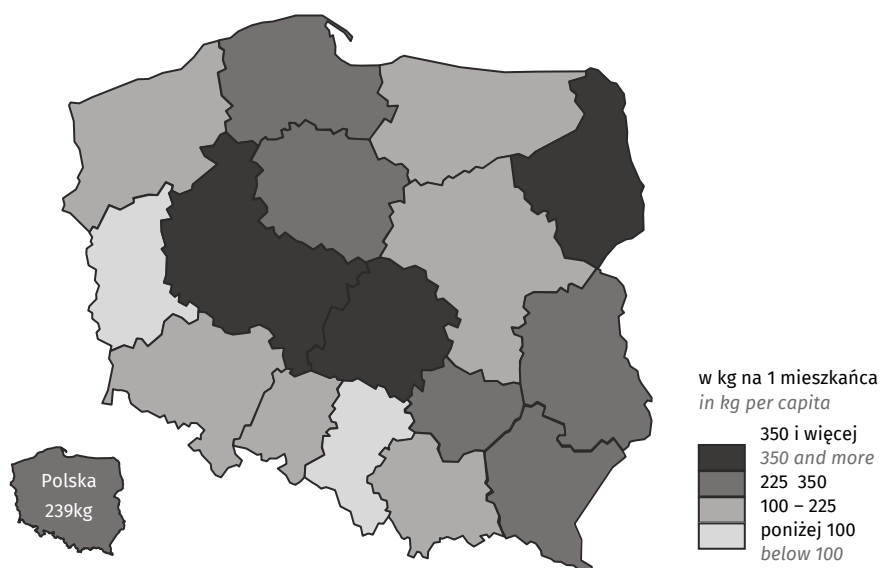 w kg na 1 mieszkańca
in kg per capita
350 i więcej
350 and more
225 350
100 – 225
poniżej 100
below 100
Polska
239kg